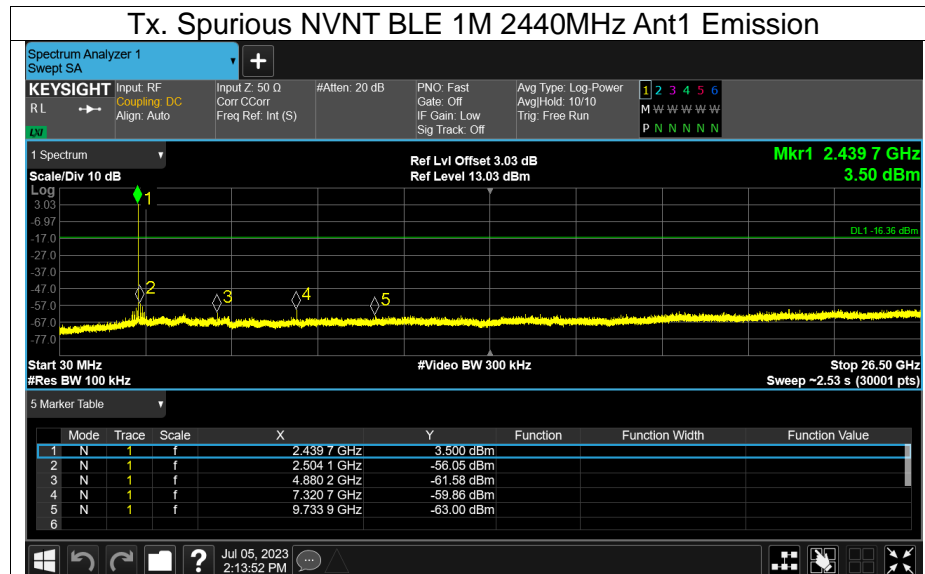 Tx. Spurious NVNT BLE 1M 2440MHz Ant1 Emission
Spectrum Analyzer 1
Swept SA
+
KEYSIGHT
RL
LXI
Input: RF
Coupling: DC
Align: Auto
Input Z: 50 Ω
Corr CCorr
Freq Ref: Int (S)
#Atten: 20 dB
PNO: Fast
Gate: Off
IF Gain: Low
Sig Track: Off
Avg Type: Log-Power
Avg|Hold: 10/10
Trig: Free Run
1 2 3 4 5 6
M W W W W W
P N N N N N
1 Spectrum
Scale/Div 10 dB
Ref Lvl Offset 3.03 dB
Ref Level 13.03 dBm
Mkr1 2.439 7 GHz
3.50 dBm
Log
3.03
-6.97
-17.0
-27.0
-37.0
-47.0
-57.0
-67.0
-77.0
1
2
3
4
5
DL1 -16.36 dBm
Start 30 MHz
#Res BW 100 kHz
#Video BW 300 kHz
Stop 26.50 GHz
Sweep ~2.53 s (30001 pts)
5 Marker Table
Mode Trace Scale X Y Function Function Width Function Value
1 N 1 f 2.439 7 GHz 3.500 dBm
2 N 1 f 2.504 1 GHz -56.05 dBm
3 N 1 f 4.880 2 GHz -61.58 dBm
4 N 1 f 7.320 7 GHz -59.86 dBm
5 N 1 f 9.733 9 GHz -63.00 dBm
6
? Jul 05, 2023
2:13:52 PM